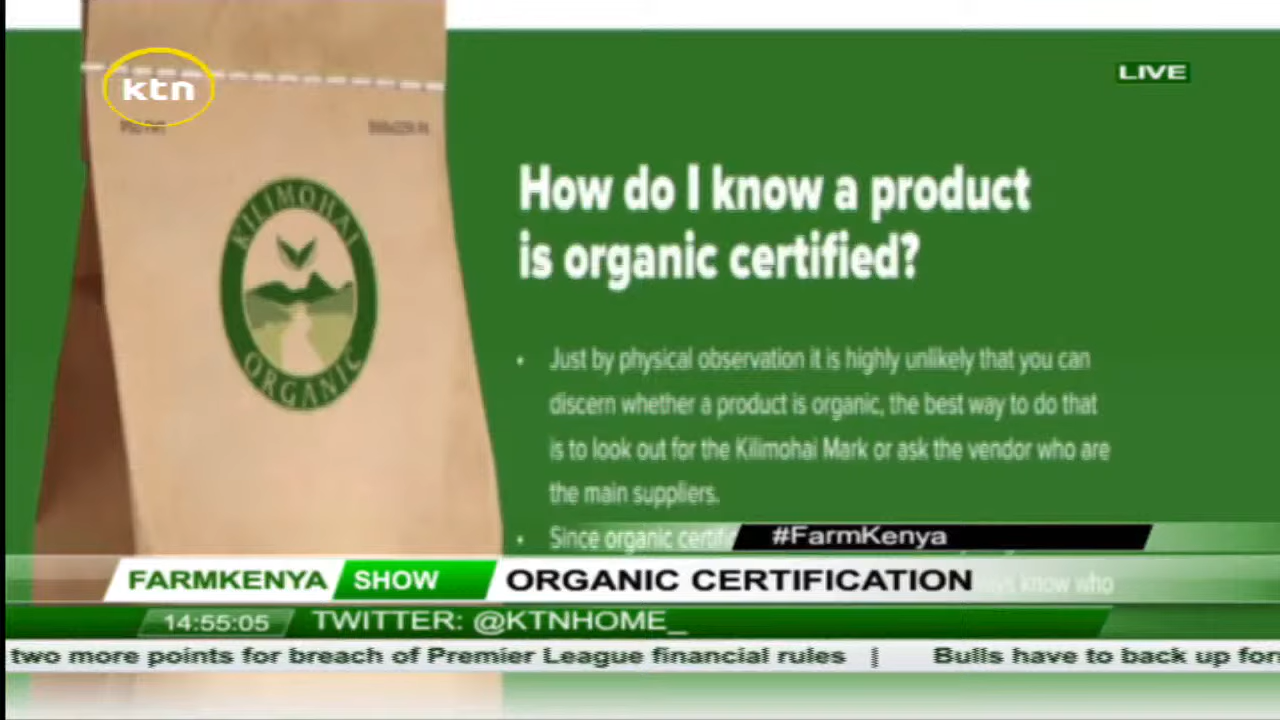 ktn
LIVE
KILIMOHAI
ORGANIC
How do I know a product
is organic certified?
• Just by physical observation it is highly unlikely that you can
discern whether a product is organic, the best way to do that
is to look out for the Kilimohai Mark or ask the vendor who are
the main suppliers.
• Since organic
#FarmKenya
know who
FARMKENYA SHOW ORGANIC CERTIFICATION
14:55:05 TWITTER: @KTNHOME_
two more points for breach of Premier League financial rules | Bulls have to back up